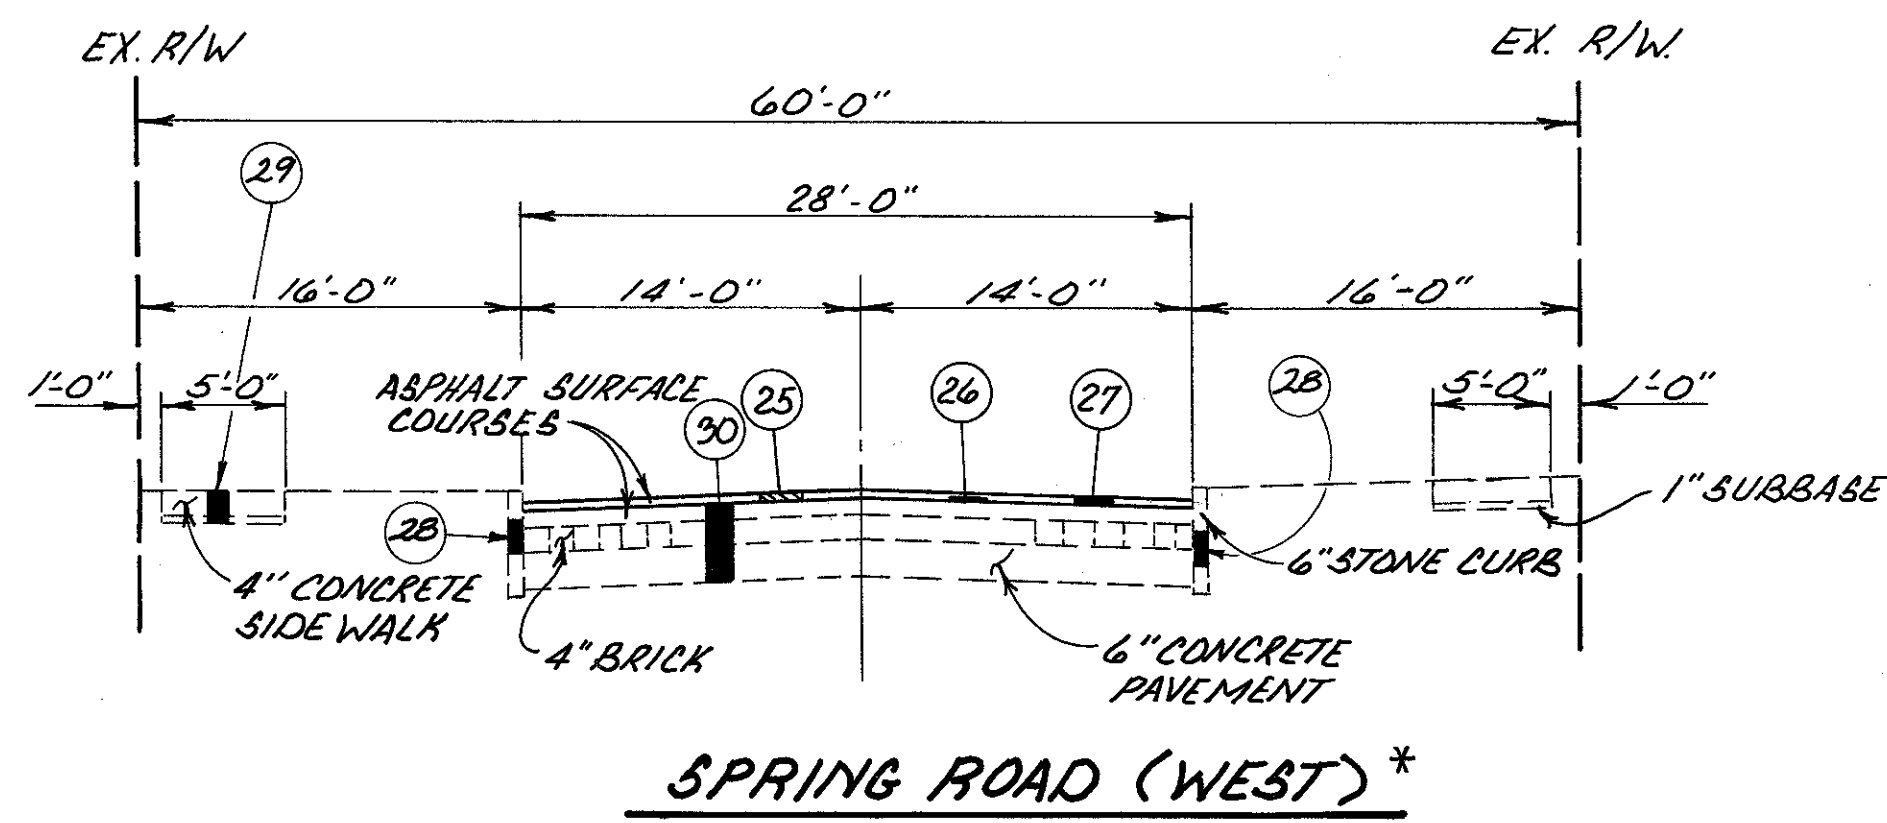 EX. R/W
EX. R/W.
60'-0"
29
28'-0"
16'-0"
14'-0"
14'-0"
16'-0"
1'-0"
5'-0"
ASPHALT SURFACE
COURSES
30
25
26
27
28
5'-0"
1'-0"
28
1" SUBBASE
4" CONCRETE
SIDEWALK
4" BRICK
6" STONE CURB
6" CONCRETE
PAVEMENT
SPRING ROAD (WEST) *